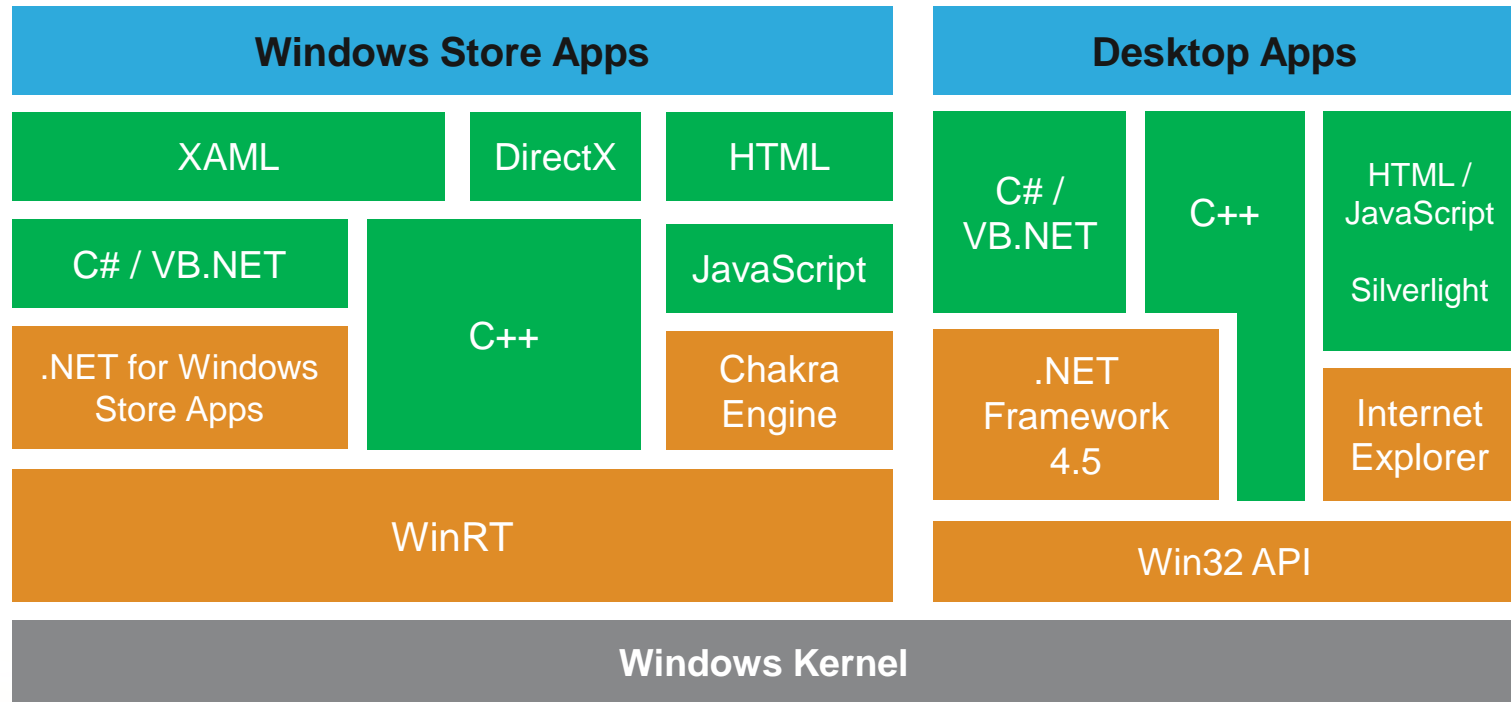 Windows Store Apps
Desktop Apps
XAML
DirectX
HTML
C# / VB.NET
C++
JavaScript
.NET for Windows
Store Apps
Chakra
Engine
WinRT
C# /
VB.NET
C++
HTML /
JavaScript
Silverlight
.NET
Framework
4.5
Internet
Explorer
Win32 API
Windows Kernel